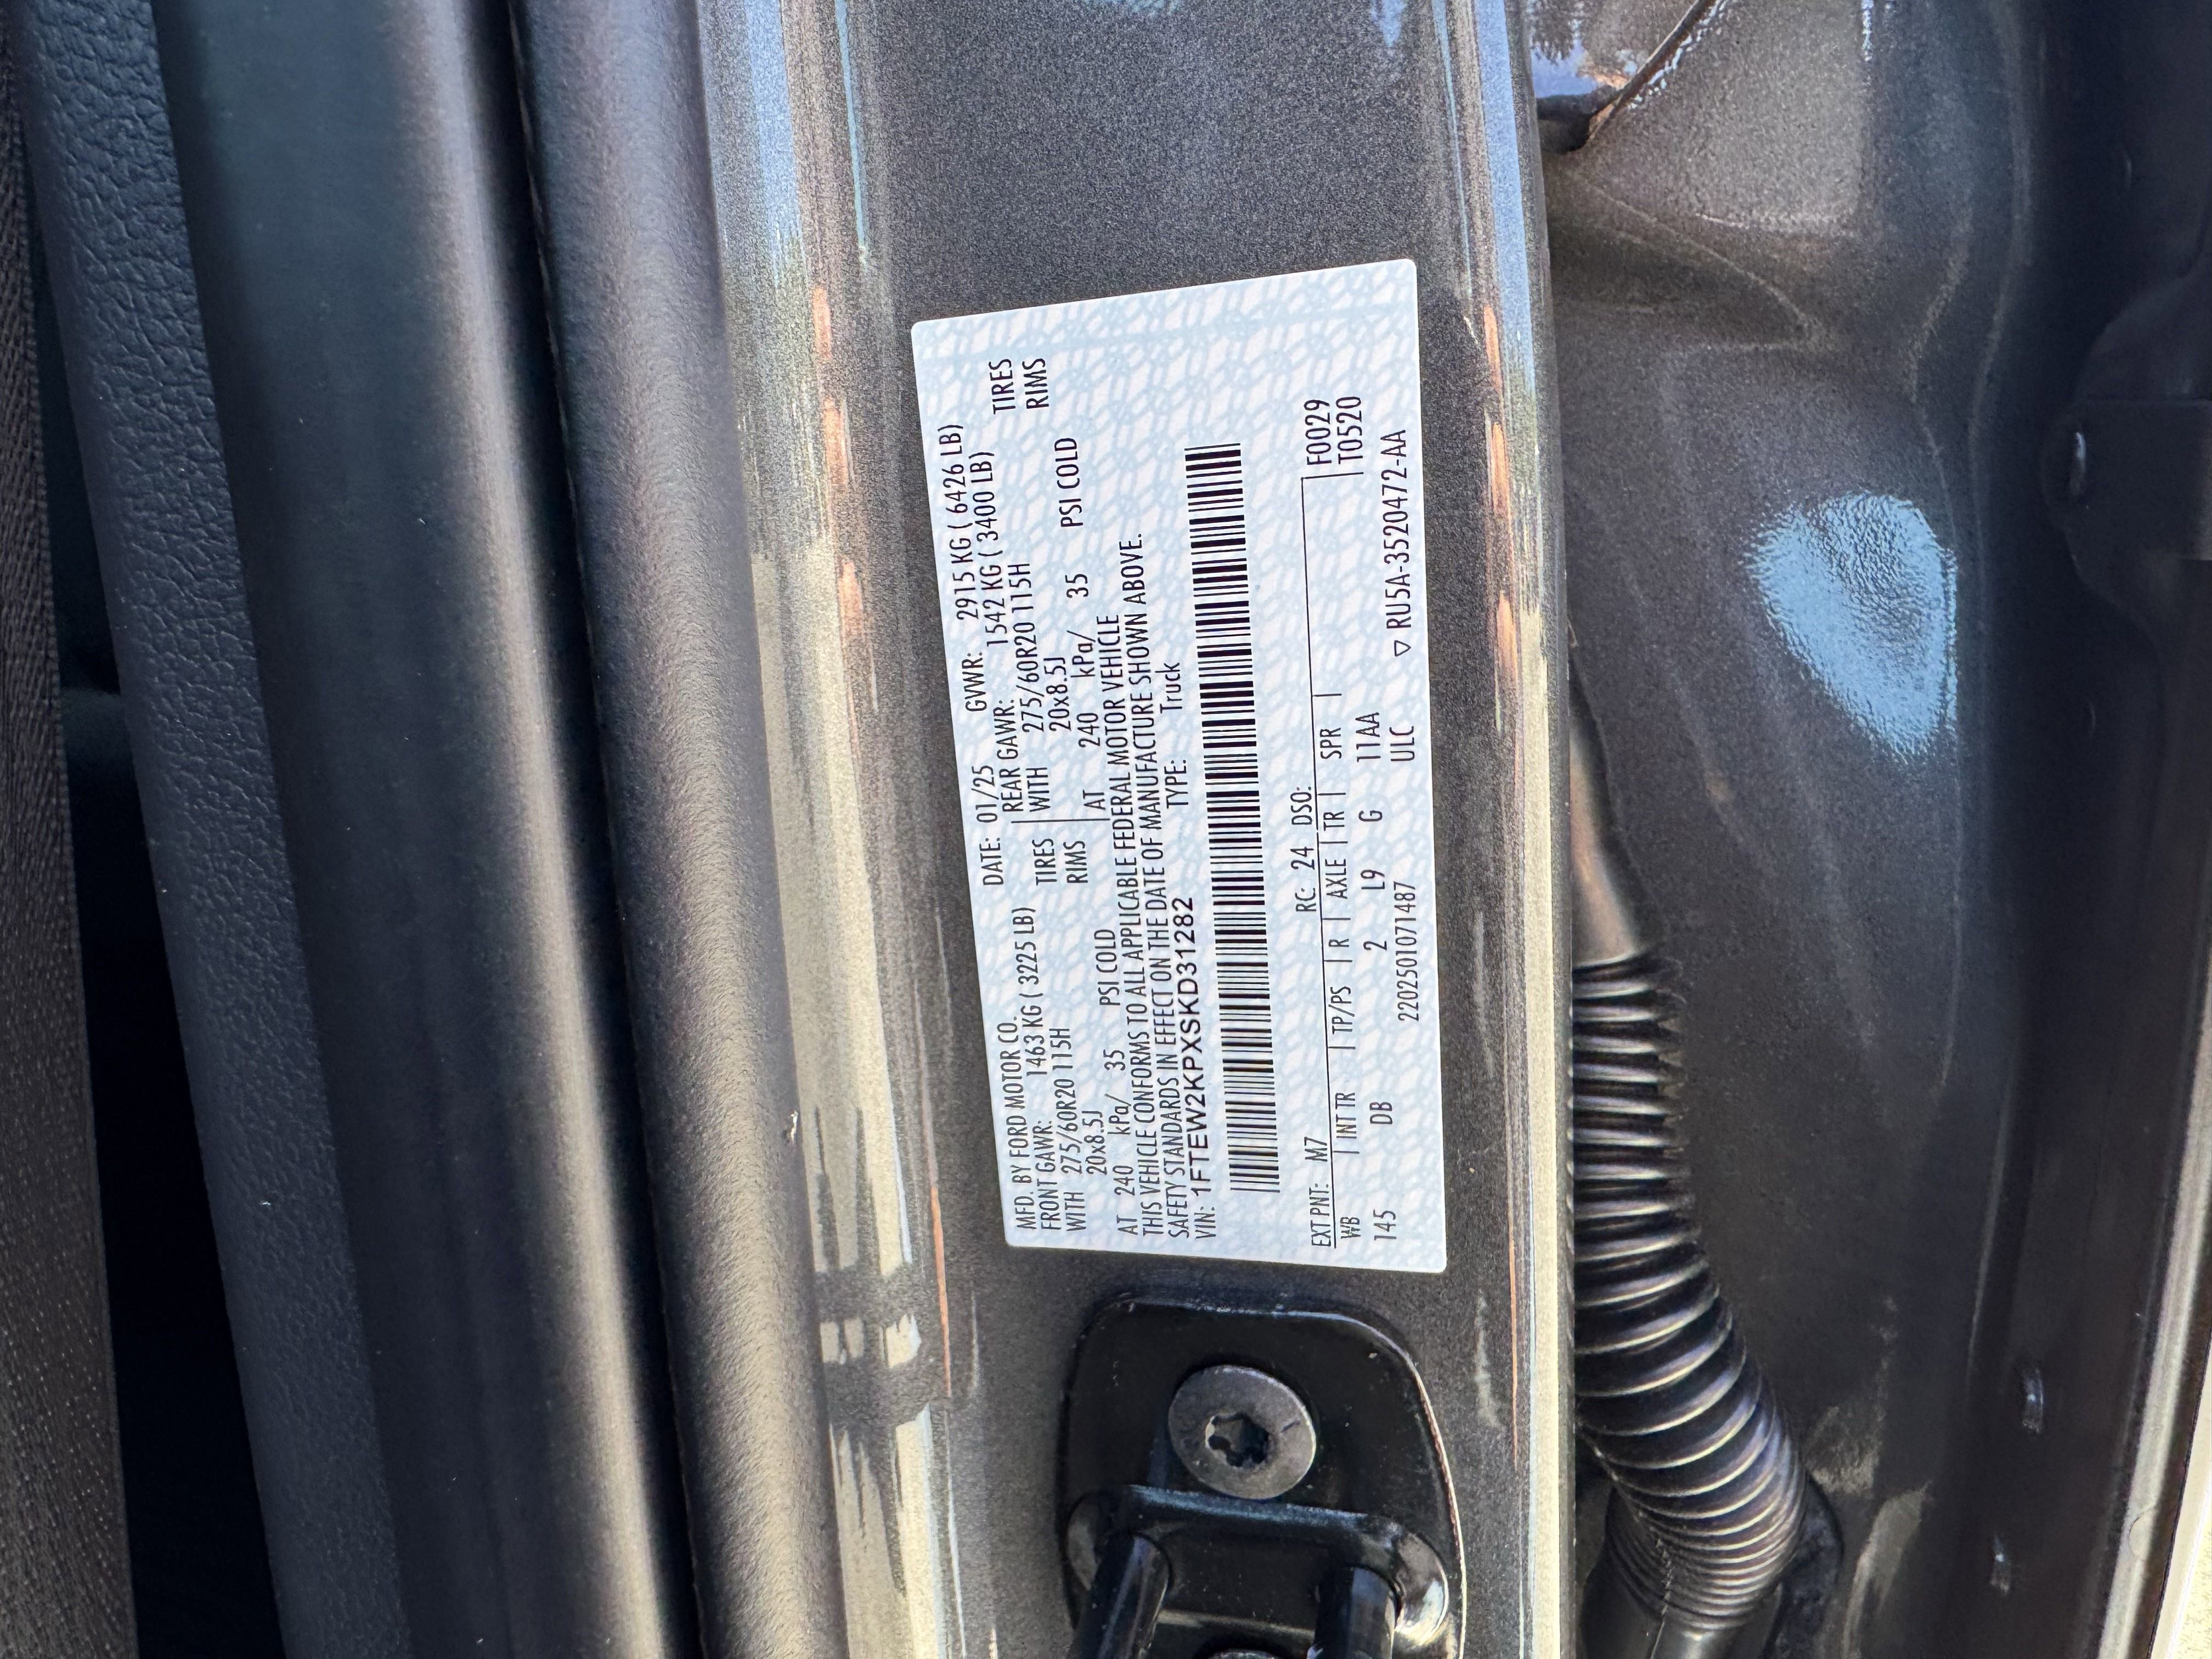 MFD. BY FORD MOTOR CO. DATE: 01/25 GVWR: 2915 KG ( 6426 LB)
FRONT GAWR: 1463 KG ( 3225 LB) REAR GAWR: 1542 KG ( 3400 LB)
WITH 275/60R20 115H TIRES WITH 275/60R20 115H TIRES
20x8.5J RIMS 20x8.5J RIMS
AT 240 kPa/ 35 PSI COLD AT 240 kPa/ 35 PSI COLD
THIS VEHICLE CONFORMS TO ALL APPLICABLE FEDERAL MOTOR VEHICLE
SAFETY STANDARDS IN EFFECT ON THE DATE OF MANUFACTURE SHOWN ABOVE.
VIN: 1FTEW2KPXSKD31282 TYPE: Truck
EXT PNT: M7 RC: 24 DSO: F0029
WB | INT TR | TP/PS | R | AXLE | TR | SPR | T0520
145 DB 2 L9 G 11AA
220250107 1487 ULC ▽ RU5A-3520472-AA